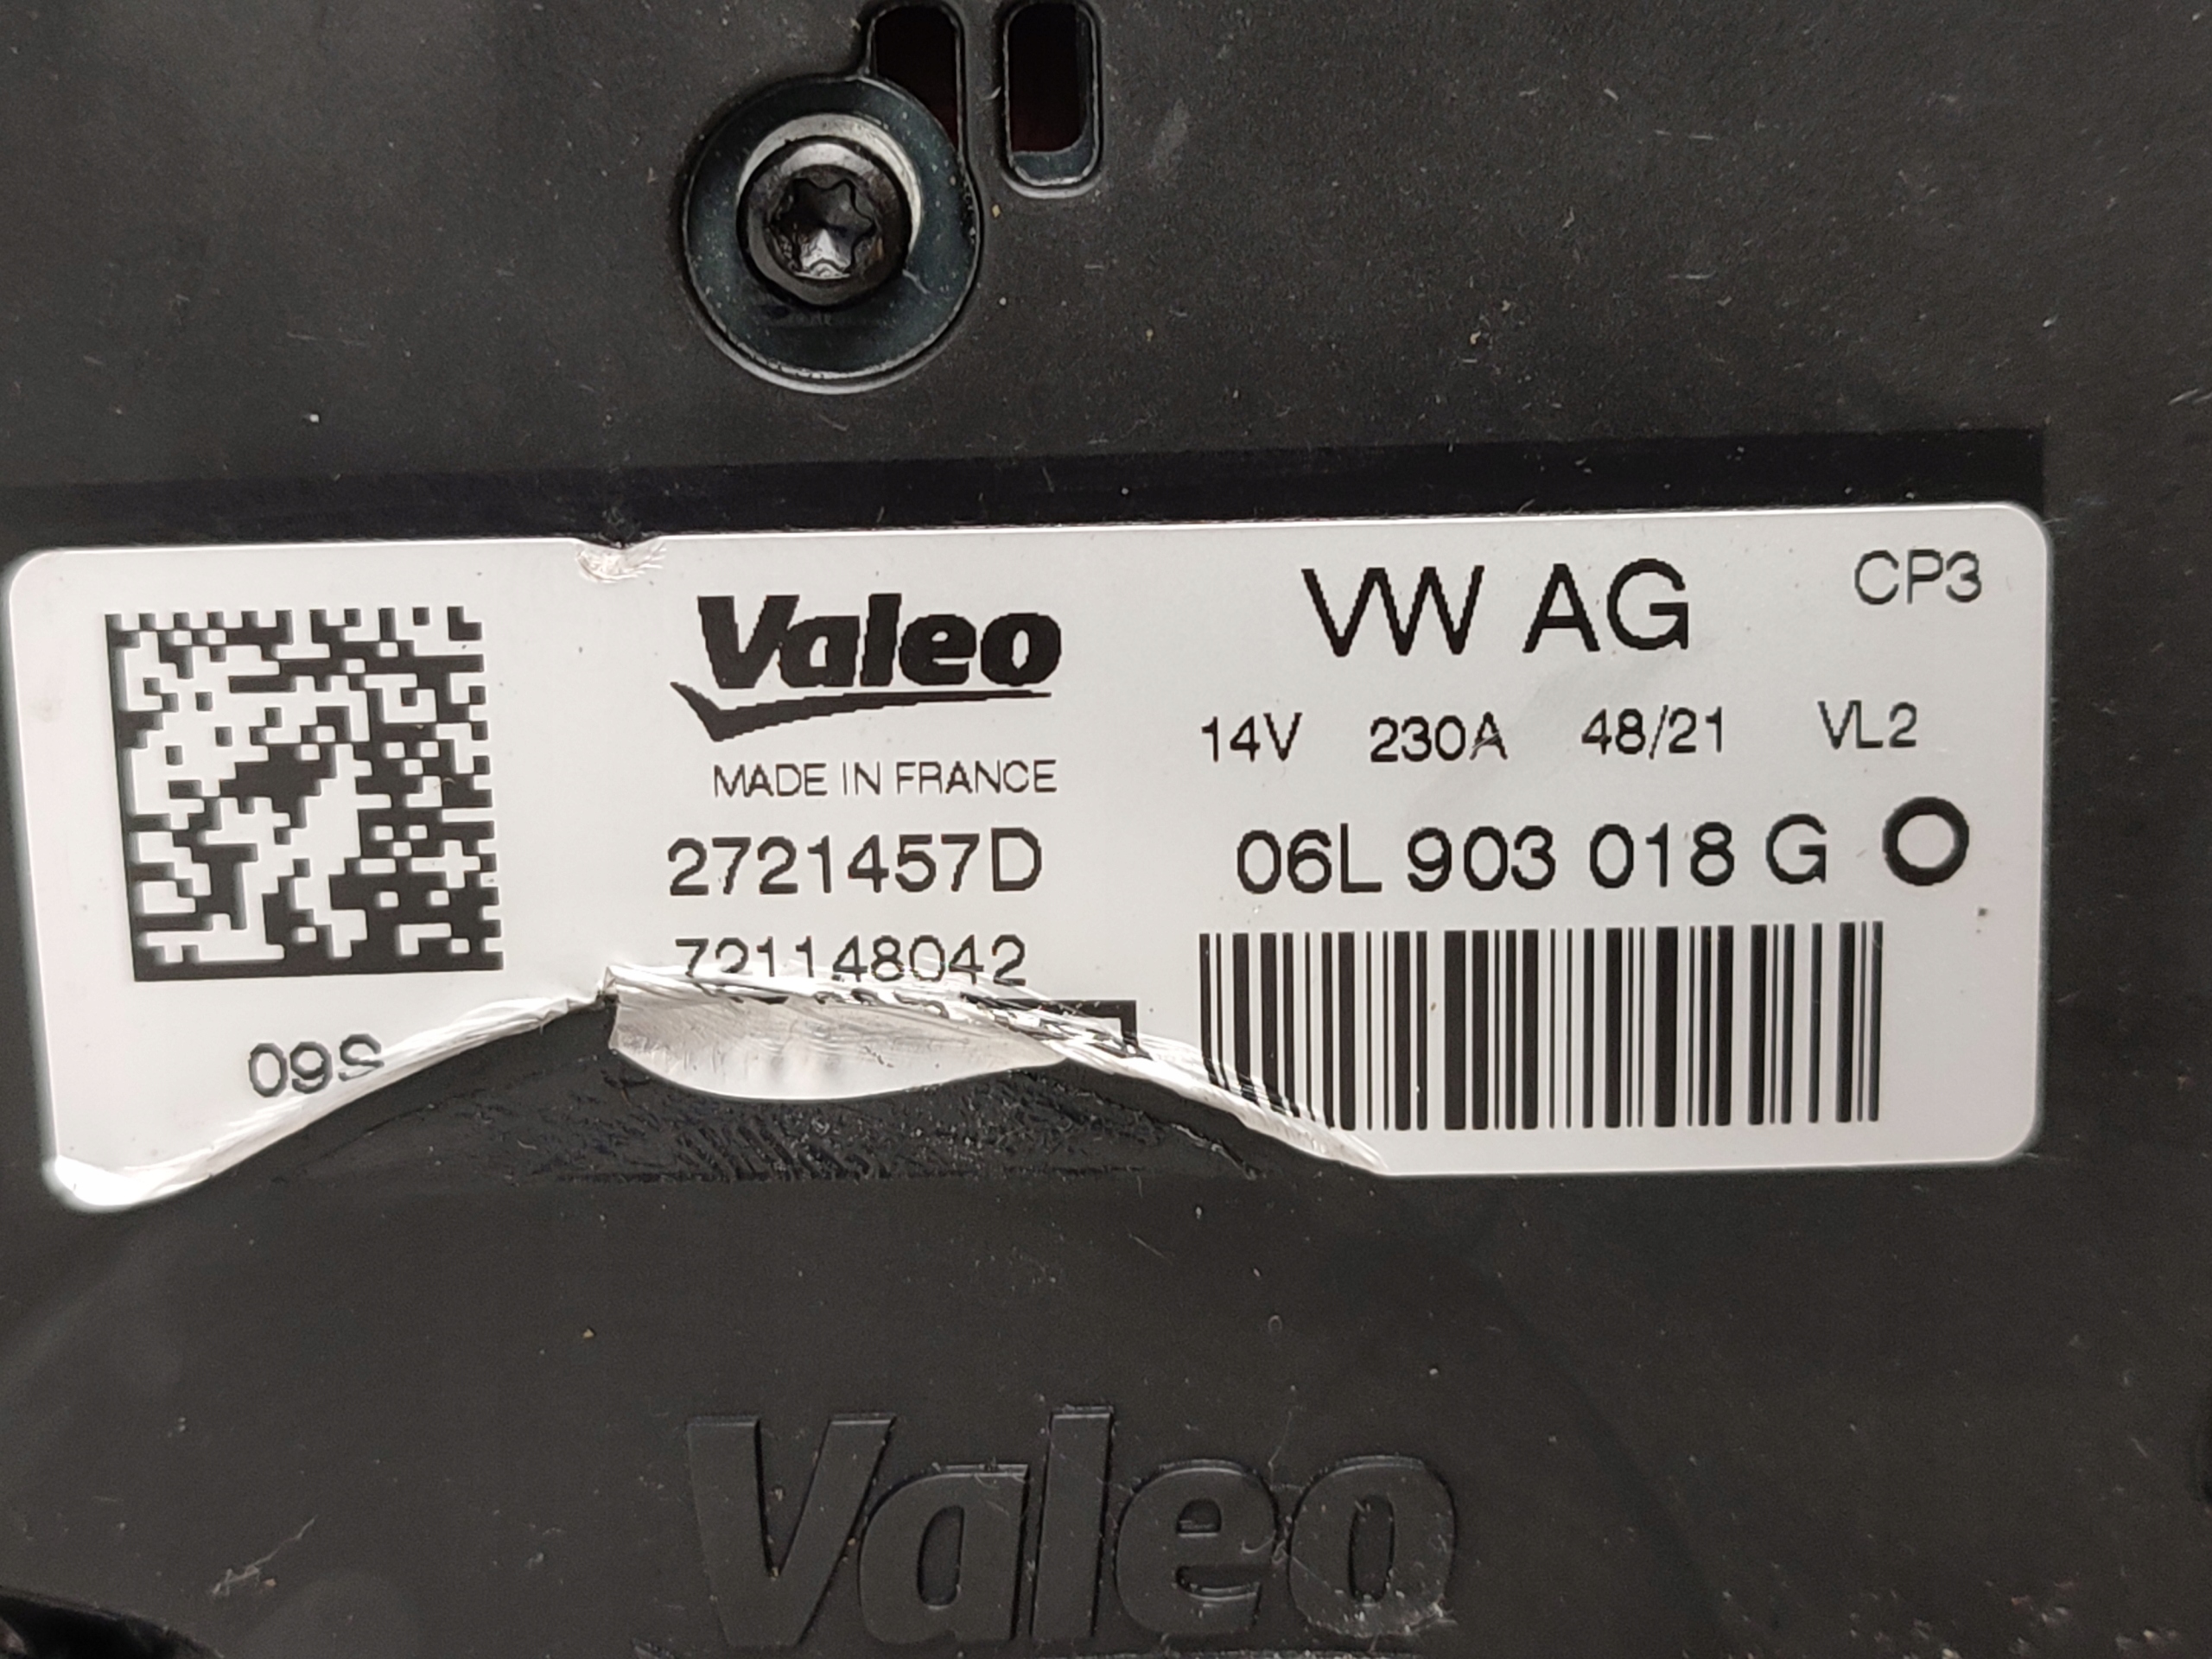 Valeo
MADE IN FRANCE
2721457D
721148042
09S
VW AG
CP3
14V 230A 48/21 VL2
06L 903 018 G O
Valeo